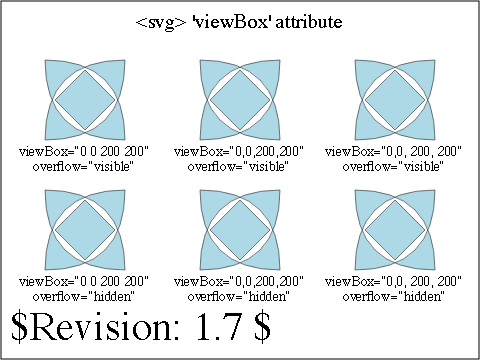 <svg> 'viewBox' attribute
viewBox="0 0 200 200" viewBox="0,0,200,200" viewBox="0,0, 200, 200"
overflow="visible" overflow="visible" overflow="visible"
viewBox="0 0 200 200" viewBox="0,0,200,200" viewBox="0,0, 200, 200"
overflow="hidden" overflow="hidden" overflow="hidden"
$Revision: 1.7 $